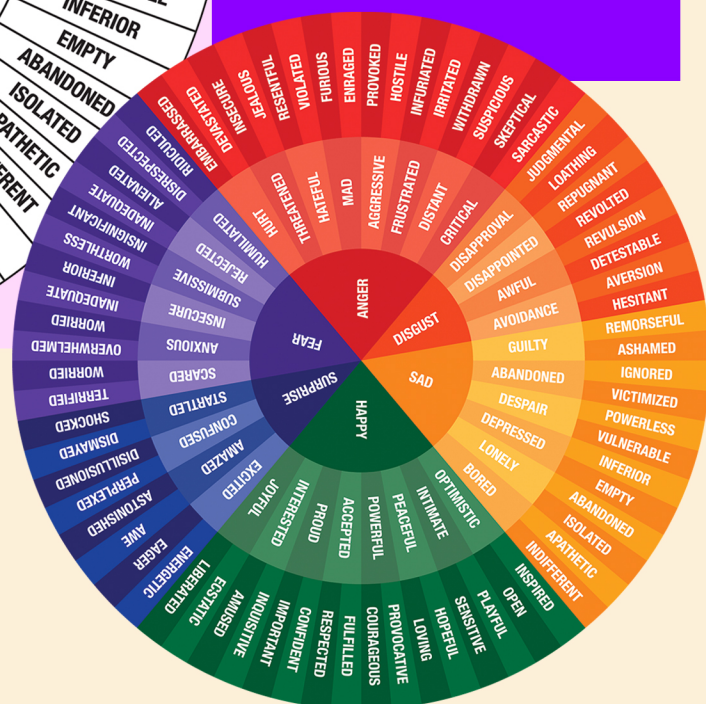 INFERIOR
EMPTY
ABANDONED
ISOLATED
PATHETIC
ERENT
ANGER
DISGUST
SAD
HAPPY
SURPRISE
FEAR
HURT
THREATENED
HATEFUL
MAD
AGGRESSIVE
FRUSTRATED
DISTANT
CRITICAL
DISAPPROVAL
DISAPPOINTED
AWFUL
AVOIDANCE
GUILTY
ABANDONED
DESPAIR
DEPRESSED
LONELY
BORED
OPTIMISTIC
INTIMATE
PEACEFUL
POWERFUL
ACCEPTED
PROUD
INTERESTED
JOYFUL
EXCITED
AMAZED
CONFUSED
STARTLED
SCARED
ANXIOUS
INSECURE
SUBMISSIVE
REJECTED
HUMILIATED
EMBARRASSED
DEVASTATED
INSECURE
JEALOUS
RESENTFUL
VIOLATED
FURIOUS
ENRAGED
PROVOKED
HOSTILE
INFURIATED
IRRITATED
WITHDRAWN
SUSPICIOUS
SKEPTICAL
SARCASTIC
JUDGMENTAL
LOATHING
REPUGNANT
REVOLTED
REVULSION
DETESTABLE
AVERSION
HESITANT
REMORSEFUL
ASHAMED
IGNORED
VICTIMIZED
POWERLESS
VULNERABLE
INFERIOR
EMPTY
ABANDONED
ISOLATED
APATHETIC
INDIFFERENT
INSPIRED
OPEN
PLAYFUL
SENSITIVE
HOPEFUL
LOVING
PROVOCATIVE
COURAGEOUS
FULFILLED
RESPECTED
CONFIDENT
IMPORTANT
INQUISITIVE
AMUSED
ECSTATIC
LIBERATED
ENERGETIC
EAGER
AWE
ASTONISHED
PERPLEXED
DISILLUSIONED
DISMAYED
SHOCKED
TERRIFIED
WORRIED
OVERWHELMED
WORRIED
INADEQUATE
INFERIOR
WORTHLESS
INSIGNIFICANT
INADEQUATE
ALIENATED
DISRESPECTED
RIDICULED